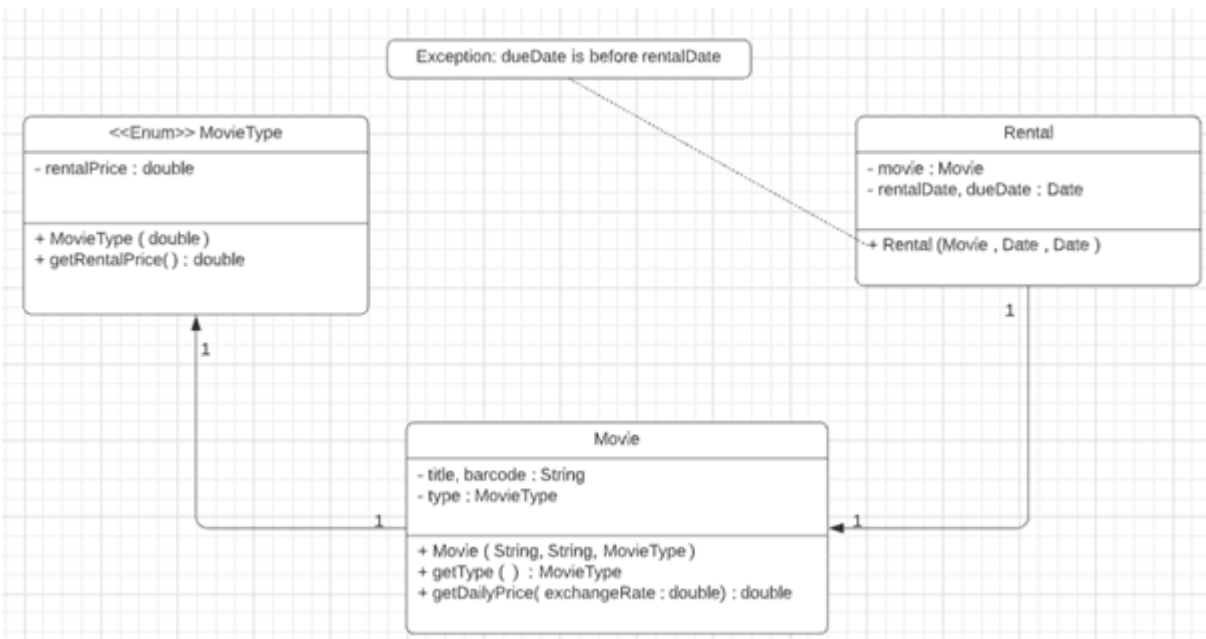 Exception: dueDate is before rentalDate
<<Enum>> MovieType
- rentalPrice : double
+ MovieType ( double )
+ getRentalPrice( ) : double
Rental
- movie : Movie
- rentalDate, dueDate : Date
+ Rental (Movie , Date , Date )
1
1
Movie
- title, barcode : String
- type : MovieType
+ Movie ( String, String, MovieType )
+ getType ( ) : MovieType
+ getDailyPrice( exchangeRate : double) : double
1
1